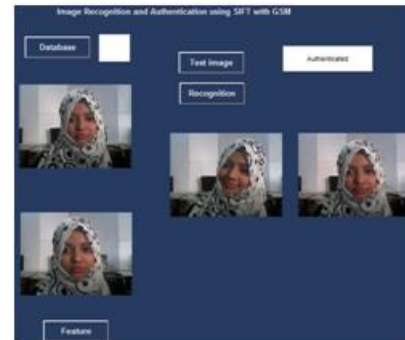 Image Recognition and Authentication using SIFT with GSM
Database
Test image
Authenticated
Recognition
Feature